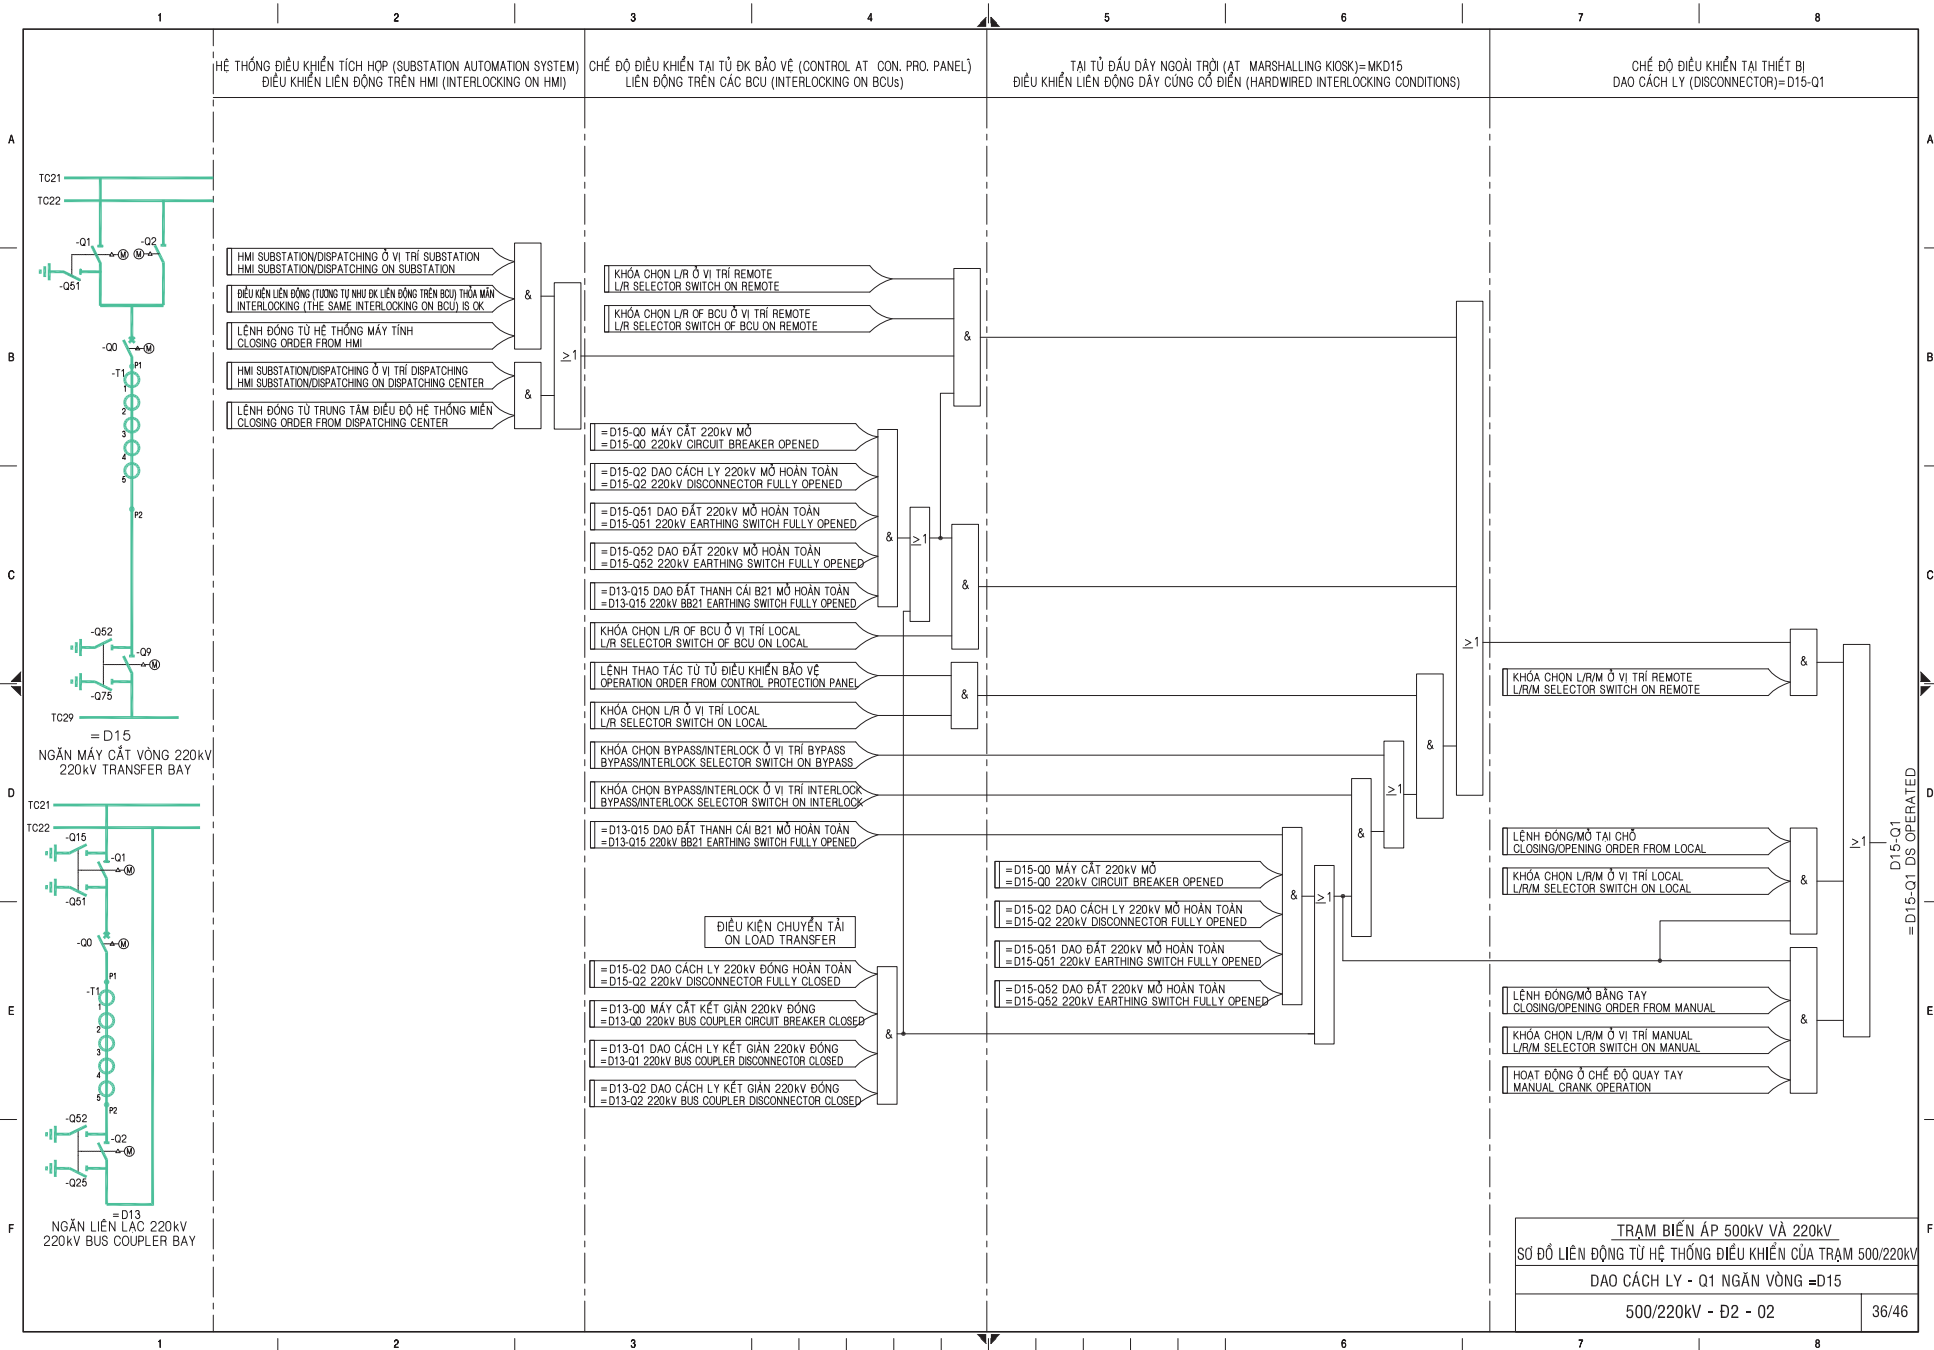 1 2 3 4 5 6 7 8
HỆ THỐNG ĐIỀU KHIỂN TÍCH HỢP (SUBSTATION AUTOMATION SYSTEM)
ĐIỀU KHIỂN LIÊN ĐỘNG TRÊN HMI (INTERLOCKING ON HMI)
CHẾ ĐỘ ĐIỀU KHIỂN TẠI TỦ ĐK BẢO VỆ (CONTROL AT CON. PRO. PANEL)
LIÊN ĐỘNG TRÊN CÁC BCU (INTERLOCKING ON BCUs)
TẠI TỦ ĐẤU DÂY NGOÀI TRỜI (AT MARSHALLING KIOSK)=MKD15
ĐIỀU KHIỂN LIÊN ĐỘNG DÂY CỨNG CỔ ĐIỂN (HARDWIRED INTERLOCKING CONDITIONS)
CHẾ ĐỘ ĐIỀU KHIỂN TẠI THIẾT BỊ
DAO CÁCH LY (DISCONNECTOR)=D15-Q1
A
B
C
D
E
F
A
B
C
D
E
F
TC21
TC22
-Q1
M
M
-Q2
-Q51
-Q0
M
P1
-T1
1
2
3
4
5
P2
-Q52
-Q9
M
-Q75
TC29
=D15
NGĂN MÁY CẮT VÒNG 220kV
220kV TRANSFER BAY
TC21
TC22
-Q15
-Q1
M
-Q51
-Q0
M
P1
-T1
1
2
3
4
5
P2
-Q52
-Q2
M
-Q25
=D13
NGĂN LIÊN LẠC 220kV
220kV BUS COUPLER BAY
HMI SUBSTATION/DISPATCHING Ở VỊ TRÍ SUBSTATION
HMI SUBSTATION/DISPATCHING ON SUBSTATION
ĐIỀU KIỆN LIÊN ĐỘNG (TƯƠNG TỰ NHƯ ĐK LIÊN ĐỘNG TRÊN BCU) THỎA MÃN
INTERLOCKING (THE SAME INTERLOCKING ON BCU) IS OK
LỆNH ĐÓNG TỪ HỆ THỐNG MÁY TÍNH
CLOSING ORDER FROM HMI
&
HMI SUBSTATION/DISPATCHING Ở VỊ TRÍ DISPATCHING
HMI SUBSTATION/DISPATCHING ON DISPATCHING CENTER
LỆNH ĐÓNG TỪ TRUNG TÂM ĐIỀU ĐỘ HỆ THỐNG MIỀN
CLOSING ORDER FROM DISPATCHING CENTER
&
≥1
KHÓA CHỌN L/R Ở VỊ TRÍ REMOTE
L/R SELECTOR SWITCH ON REMOTE
KHÓA CHỌN L/R OF BCU Ở VỊ TRÍ REMOTE
L/R SELECTOR SWITCH OF BCU ON REMOTE
&
=D15-Q0 MÁY CẮT 220kV MỞ
=D15-Q0 220kV CIRCUIT BREAKER OPENED
=D15-Q2 DAO CÁCH LY 220kV MỞ HOÀN TOÀN
=D15-Q2 220kV DISCONNECTOR FULLY OPENED
=D15-Q51 DAO ĐẤT 220kV MỞ HOÀN TOÀN
=D15-Q51 220kV EARTHING SWITCH FULLY OPENED
=D15-Q52 DAO ĐẤT 220kV MỞ HOÀN TOÀN
=D15-Q52 220kV EARTHING SWITCH FULLY OPENED
=D13-Q15 DAO ĐẤT THANH CÁI B21 MỞ HOÀN TOÀN
=D13-Q15 220kV BB21 EARTHING SWITCH FULLY OPENED
&
≥1
&
KHÓA CHỌN L/R OF BCU Ở VỊ TRÍ LOCAL
L/R SELECTOR SWITCH OF BCU ON LOCAL
LỆNH THAO TÁC TỪ TỦ ĐIỀU KHIỂN BẢO VỆ
OPERATION ORDER FROM CONTROL PROTECTION PANEL
KHÓA CHỌN L/R Ở VỊ TRÍ LOCAL
L/R SELECTOR SWITCH ON LOCAL
&
KHÓA CHỌN BYPASS/INTERLOCK Ở VỊ TRÍ BYPASS
BYPASS/INTERLOCK SELECTOR SWITCH ON BYPASS
KHÓA CHỌN BYPASS/INTERLOCK Ở VỊ TRÍ INTERLOCK
BYPASS/INTERLOCK SELECTOR SWITCH ON INTERLOCK
=D13-Q15 DAO ĐẤT THANH CÁI B21 MỞ HOÀN TOÀN
=D13-Q15 220kV BB21 EARTHING SWITCH FULLY OPENED
ĐIỀU KIỆN CHUYỂN TẢI
ON LOAD TRANSFER
=D15-Q2 DAO CÁCH LY 220kV ĐÓNG HOÀN TOÀN
=D15-Q2 220kV DISCONNECTOR FULLY CLOSED
=D13-Q0 MÁY CẮT KẾT GIÀN 220kV ĐÓNG
=D13-Q0 220kV BUS COUPLER CIRCUIT BREAKER CLOSED
=D13-Q1 DAO CÁCH LY KẾT GIÀN 220kV ĐÓNG
=D13-Q1 220kV BUS COUPLER DISCONNECTOR CLOSED
=D13-Q2 DAO CÁCH LY KẾT GIÀN 220kV ĐÓNG
=D13-Q2 220kV BUS COUPLER DISCONNECTOR CLOSED
&
=D15-Q0 MÁY CẮT 220kV MỞ
=D15-Q0 220kV CIRCUIT BREAKER OPENED
=D15-Q2 DAO CÁCH LY 220kV MỞ HOÀN TOÀN
=D15-Q2 220kV DISCONNECTOR FULLY OPENED
=D15-Q51 DAO ĐẤT 220kV MỞ HOÀN TOÀN
=D15-Q51 220kV EARTHING SWITCH FULLY OPENED
=D15-Q52 DAO ĐẤT 220kV MỞ HOÀN TOÀN
=D15-Q52 220kV EARTHING SWITCH FULLY OPENED
&
≥1
&
≥1
&
≥1
KHÓA CHỌN L/R/M Ở VỊ TRÍ REMOTE
L/R/M SELECTOR SWITCH ON REMOTE
&
LỆNH ĐÓNG/MỞ TẠI CHỖ
CLOSING/OPENING ORDER FROM LOCAL
KHÓA CHỌN L/R/M Ở VỊ TRÍ LOCAL
L/R/M SELECTOR SWITCH ON LOCAL
&
LỆNH ĐÓNG/MỞ BẰNG TAY
CLOSING/OPENING ORDER FROM MANUAL
KHÓA CHỌN L/R/M Ở VỊ TRÍ MANUAL
L/R/M SELECTOR SWITCH ON MANUAL
HOẠT ĐỘNG Ở CHẾ ĐỘ QUAY TAY
MANUAL CRANK OPERATION
&
≥1
D15-Q1
=D15-Q1 DS OPERATED
TRẠM BIẾN ÁP 500kV VÀ 220kV
SƠ ĐỒ LIÊN ĐỘNG TỪ HỆ THỐNG ĐIỀU KHIỂN CỦA TRẠM 500/220kV
DAO CÁCH LY - Q1 NGĂN VÒNG =D15
500/220kV - Đ2 - 02
36/46
1 2 3 4 6 7 8